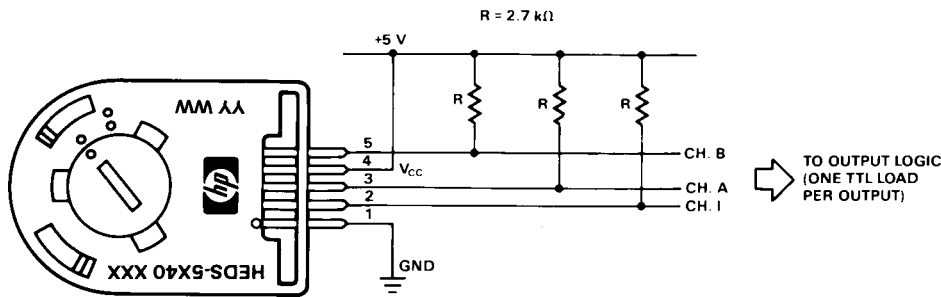 R = 2.7 kΩ
+5 V
R
R
R
YY WW
hp
HEDS-5X40 XXX
5
4
VCC
3
2
1
GND
CH. B
CH. A
CH. I
TO OUTPUT LOGIC
(ONE TTL LOAD
PER OUTPUT)